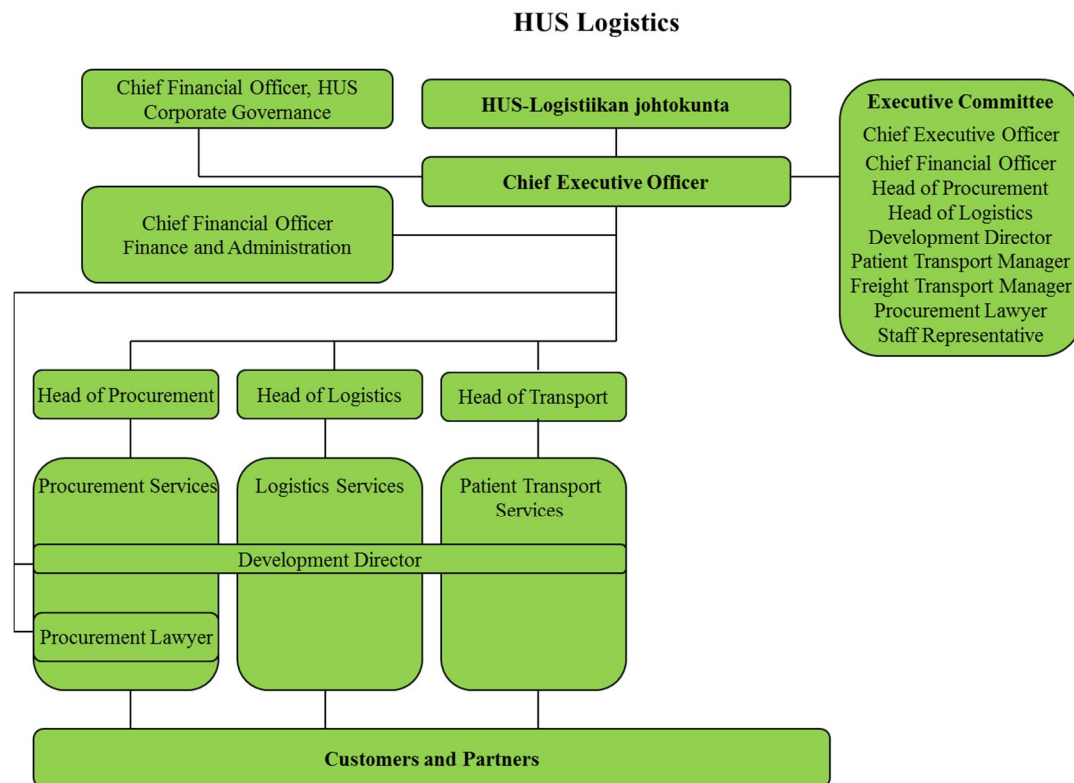 HUS Logistics
Chief Financial Officer, HUS
Corporate Governance
HUS-Logistiikan johtokunta
Chief Executive Officer
Executive Committee
Chief Executive Officer
Chief Financial Officer
Head of Procurement
Head of Logistics
Development Director
Patient Transport Manager
Freight Transport Manager
Procurement Lawyer
Staff Representative
Chief Financial Officer
Finance and Administration
Head of Procurement
Head of Logistics
Head of Transport
Procurement Services
Logistics Services
Patient Transport
Services
Development Director
Procurement Lawyer
Customers and Partners